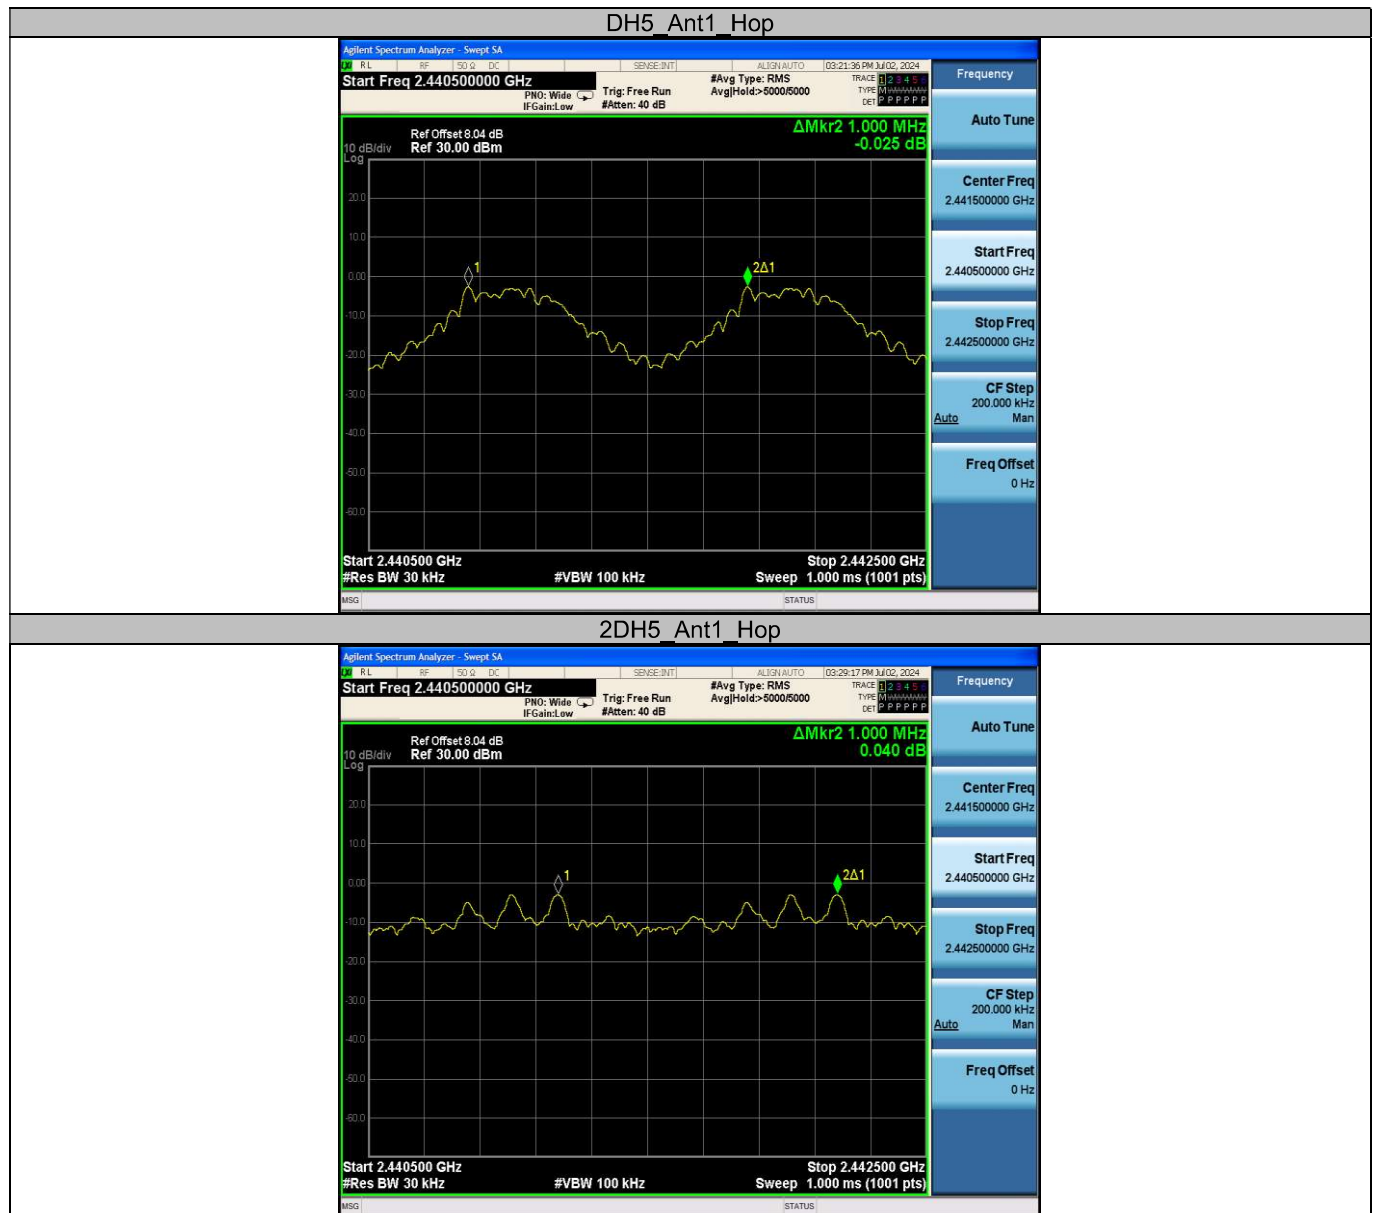 DH5_Ant1_Hop
Agilent Spectrum Analyzer - Swept SA
RL RF 50 Ω DC SENSE:INT ALIGN AUTO 03:21:36 PM Jul 02, 2024
Start Freq 2.440500000 GHz
PNO: Wide
IFGain:Low
Trig: Free Run
#Atten: 40 dB
#Avg Type: RMS
Avg|Hold:>5000/5000
TRACE 1 2 3 4 5 6
TYPE M
DET P P P P P P
Frequency
ΔMkr2 1.000 MHz
-0.025 dB
Ref Offset 8.04 dB
10 dB/div Ref 30.00 dBm
Log
20.0
10.0
0.00
-10.0
-20.0
-30.0
-40.0
-50.0
-60.0
1
2Δ1
Start 2.440500 GHz Stop 2.442500 GHz
#Res BW 30 kHz #VBW 100 kHz Sweep 1.000 ms (1001 pts)
MSG STATUS
Auto Tune
Center Freq
2.441500000 GHz
Start Freq
2.440500000 GHz
Stop Freq
2.442500000 GHz
CF Step
200.000 kHz
Auto Man
Freq Offset
0 Hz
2DH5_Ant1_Hop
Agilent Spectrum Analyzer - Swept SA
RL RF 50 Ω DC SENSE:INT ALIGN AUTO 03:29:17 PM Jul 02, 2024
Start Freq 2.440500000 GHz
PNO: Wide
IFGain:Low
Trig: Free Run
#Atten: 40 dB
#Avg Type: RMS
Avg|Hold:>5000/5000
TRACE 1 2 3 4 5 6
TYPE M
DET P P P P P P
Frequency
ΔMkr2 1.000 MHz
0.040 dB
Ref Offset 8.04 dB
10 dB/div Ref 30.00 dBm
Log
20.0
10.0
0.00
-10.0
-20.0
-30.0
-40.0
-50.0
-60.0
1
2Δ1
Start 2.440500 GHz Stop 2.442500 GHz
#Res BW 30 kHz #VBW 100 kHz Sweep 1.000 ms (1001 pts)
MSG STATUS
Auto Tune
Center Freq
2.441500000 GHz
Start Freq
2.440500000 GHz
Stop Freq
2.442500000 GHz
CF Step
200.000 kHz
Auto Man
Freq Offset
0 Hz